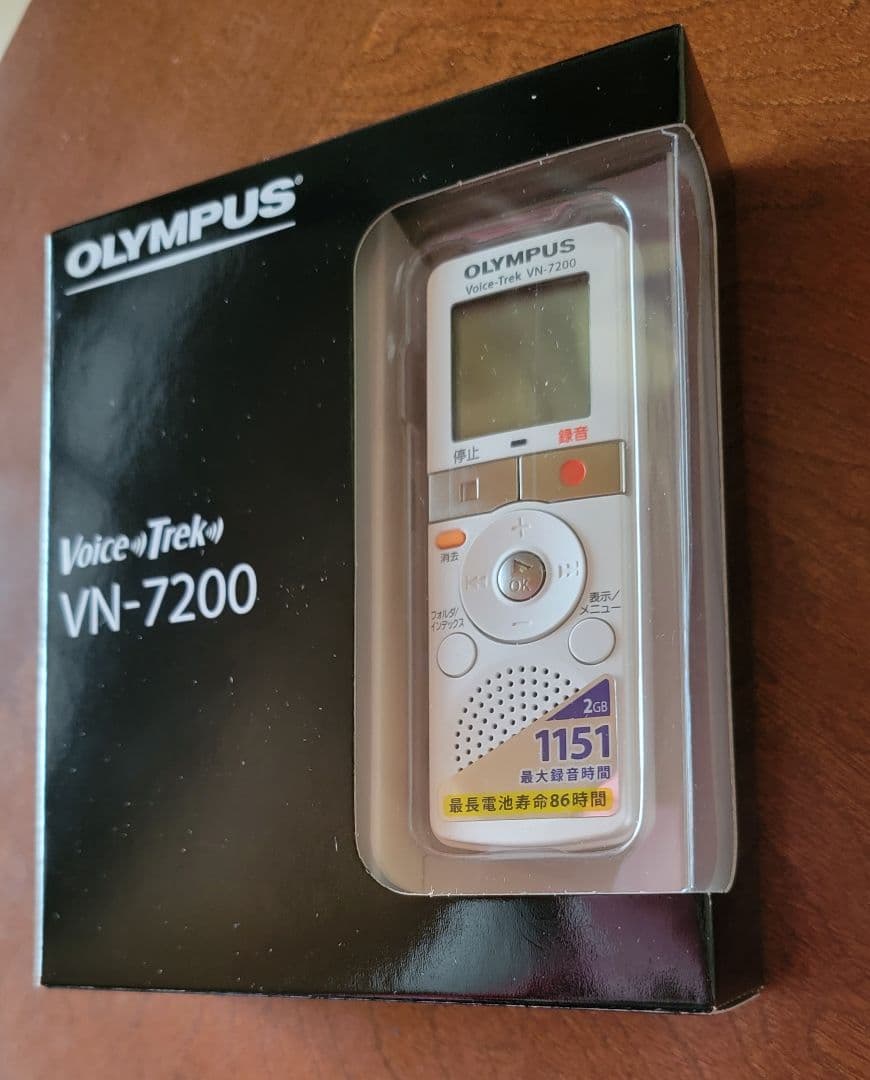 OLYMPUS
Voice Trek
VN-7200
OLYMPUS
Voice-Trek VN-7200
停止
録音
消去
+
OK
−
フォルダ/
インデックス
表示/
メニュー
2GB
1151
最大録音時間
最長電池寿命86時間